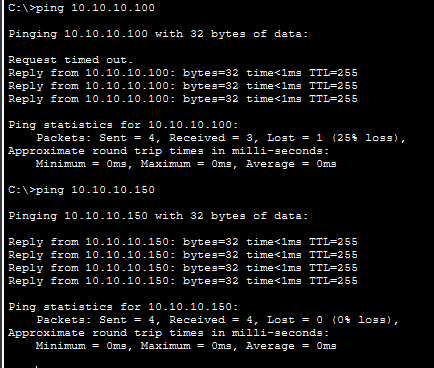 C:\>ping 10.10.10.100
Pinging 10.10.10.100 with 32 bytes of data:
Request timed out.
Reply from 10.10.10.100: bytes=32 time<1ms TTL=255
Reply from 10.10.10.100: bytes=32 time<1ms TTL=255
Reply from 10.10.10.100: bytes=32 time<1ms TTL=255
Ping statistics for 10.10.10.100:
    Packets: Sent = 4, Received = 3, Lost = 1 (25% loss),
Approximate round trip times in milli-seconds:
    Minimum = 0ms, Maximum = 0ms, Average = 0ms
C:\>ping 10.10.10.150
Pinging 10.10.10.150 with 32 bytes of data:
Reply from 10.10.10.150: bytes=32 time<1ms TTL=255
Reply from 10.10.10.150: bytes=32 time<1ms TTL=255
Reply from 10.10.10.150: bytes=32 time<1ms TTL=255
Reply from 10.10.10.150: bytes=32 time<1ms TTL=255
Ping statistics for 10.10.10.150:
    Packets: Sent = 4, Received = 4, Lost = 0 (0% loss),
Approximate round trip times in milli-seconds:
    Minimum = 0ms, Maximum = 0ms, Average = 0ms